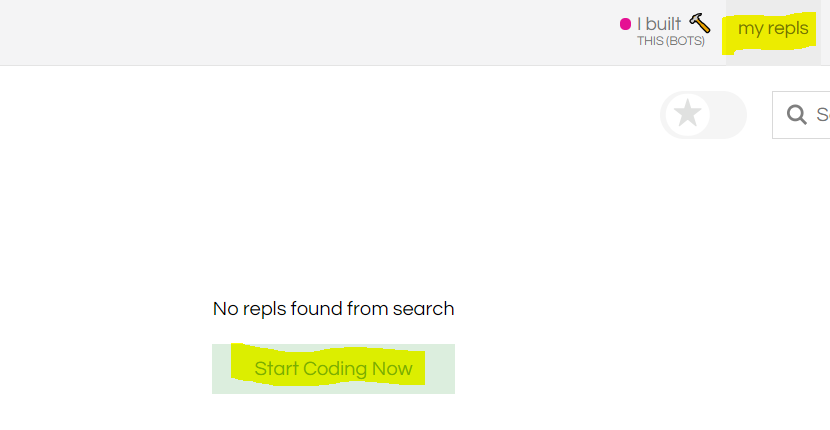 I built 🔨
THIS (BOTS)
my repls
S
No repls found from search
Start Coding Now